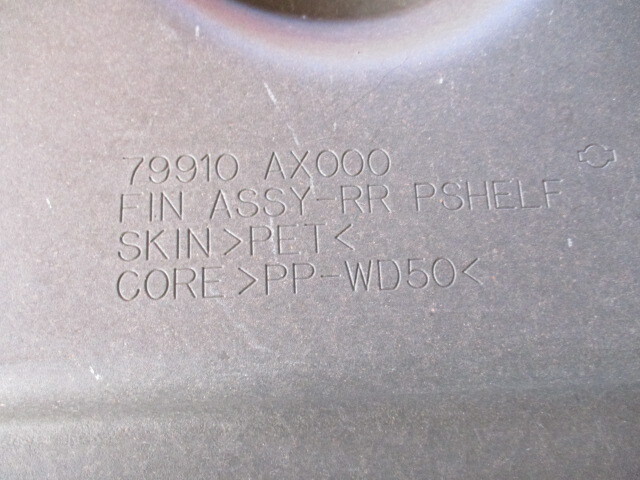 79910 AX000
FIN ASSY-RR PSHELF
SKIN >PET<
CORE >PP-WD50<